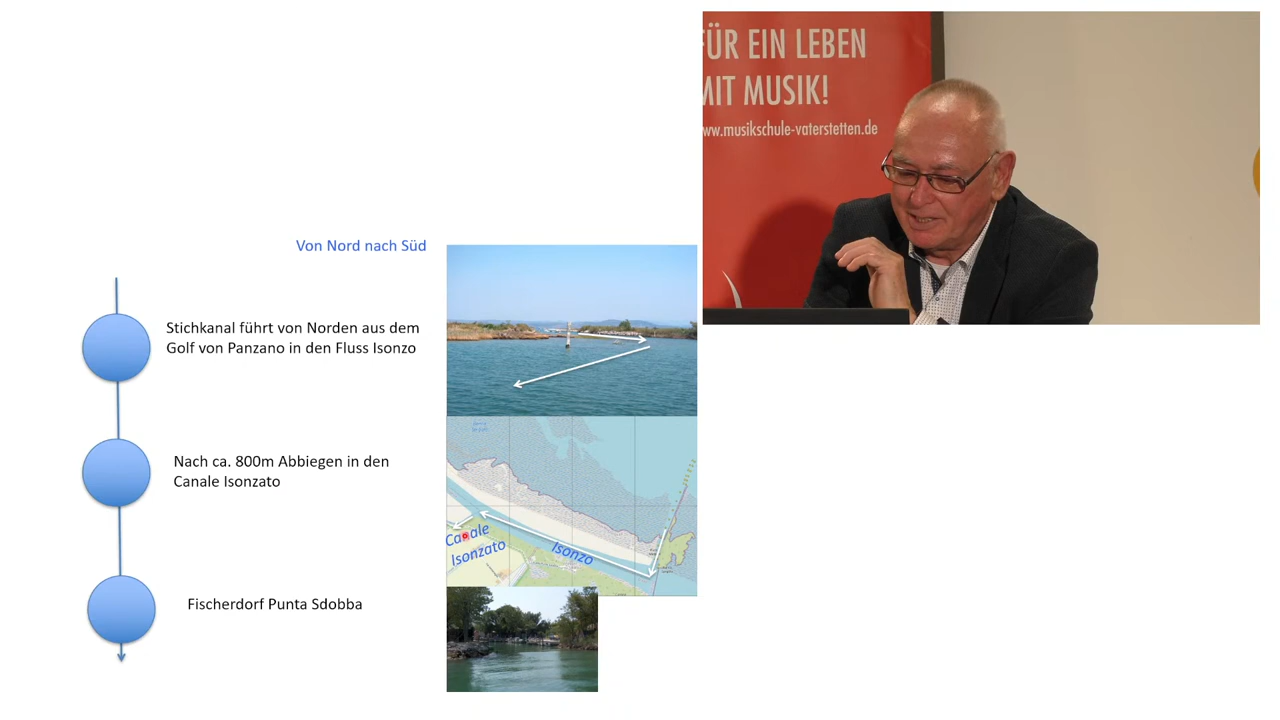 FÜR EIN LEBEN
MIT MUSIK!
www.musikschule-vaterstetten.de
Von Nord nach Süd
Stichkanal führt von Norden aus dem
Golf von Panzano in den Fluss Isonzo
Nach ca. 800m Abbiegen in den
Canale Isonzato
Canale
Isonzato
Isonzo
Fischerdorf Punta Sdobba